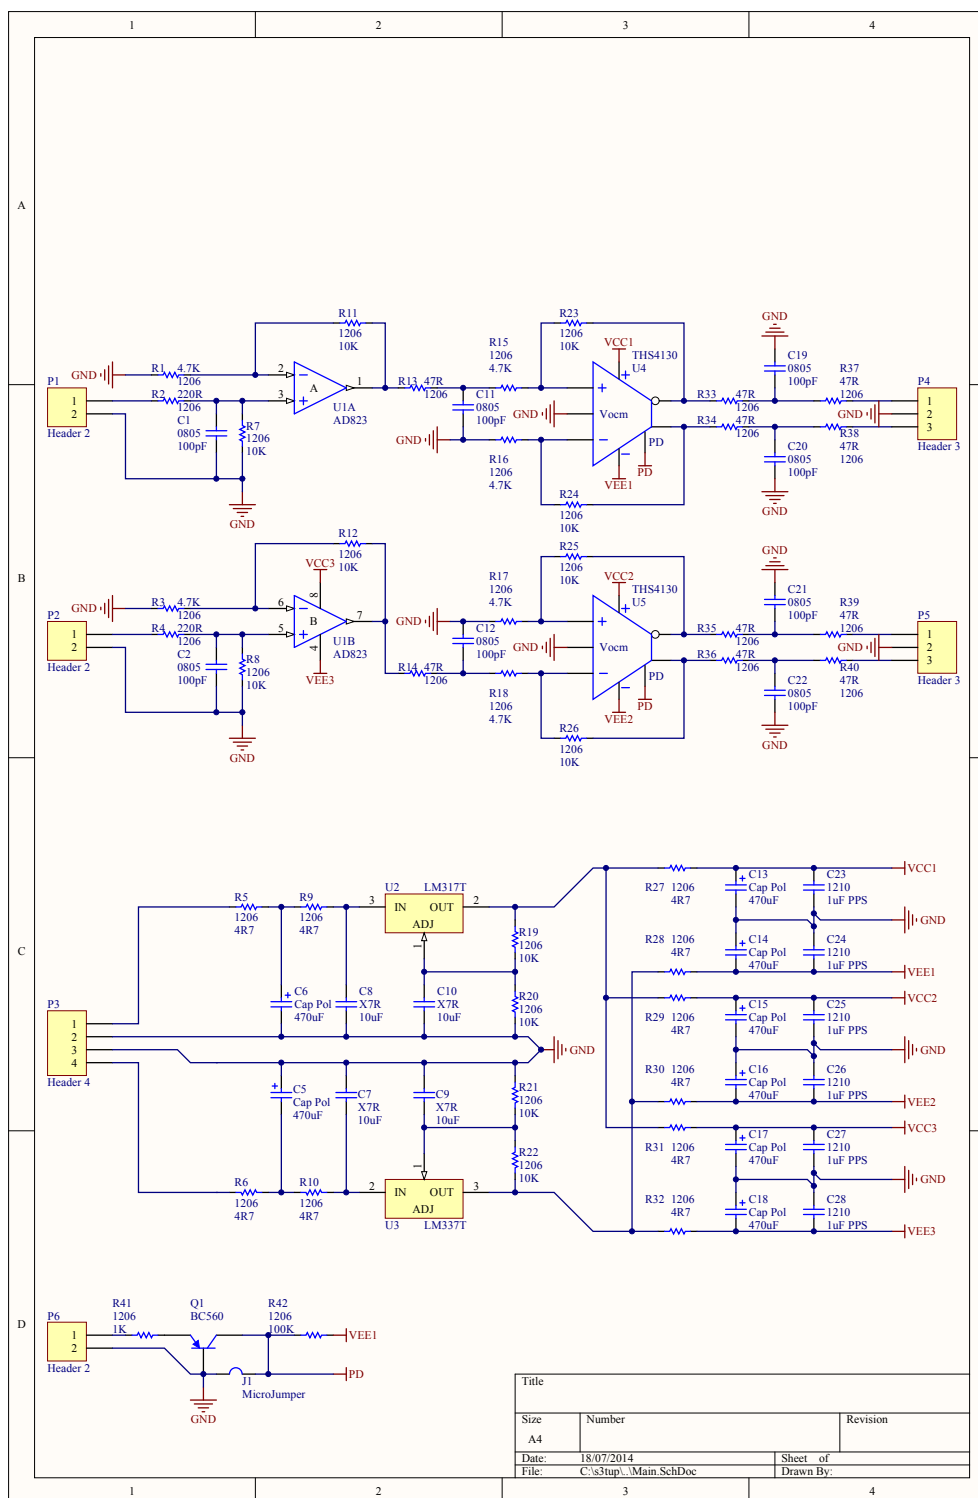 1 2 3 4
A
B
C
D
GND
R1 4.7K
1206
R2 220R
1206
P1
1
2
Header 2
C1
0805
100pF
R7
1206
10K
GND
R11
1206
10K
2
3
A
1
U1A
AD823
R13 47R
1206
C11
0805
100pF
GND
R15
1206
4.7K
R16
1206
4.7K
R23
1206
10K
VCC1
THS4130
U4
GND
Vocm
PD
VEE1
PD
R24
1206
10K
R33 47R
1206
R34 47R
1206
GND
C19
0805
100pF
C20
0805
100pF
GND
R37
47R
1206
GND
R38
47R
1206
P4
1
2
3
Header 3
GND
R3 4.7K
1206
R4 220R
1206
P2
1
2
Header 2
C2
0805
100pF
R8
1206
10K
GND
R12
1206
10K
VCC3
8
6
5
B
7
4
U1B
AD823
VEE3
R14 47R
1206
GND
C12
0805
100pF
R17
1206
4.7K
R18
1206
4.7K
R25
1206
10K
VCC2
THS4130
U5
GND
Vocm
PD
VEE2
PD
R26
1206
10K
R35 47R
1206
R36 47R
1206
GND
C21
0805
100pF
C22
0805
100pF
GND
R39
47R
1206
GND
R40
47R
1206
P5
1
2
3
Header 3
P3
1
2
3
4
Header 4
R5
1206
4R7
R9
1206
4R7
C6
Cap Pol
470uF
C8
X7R
10uF
U2 LM317T
3
IN OUT
ADJ
2
1
C10
X7R
10uF
R19
1206
10K
R20
1206
10K
GND
C5
Cap Pol
470uF
C7
X7R
10uF
C9
X7R
10uF
R21
1206
10K
R22
1206
10K
R6
1206
4R7
R10
1206
4R7
1
2
IN OUT
ADJ
3
U3 LM337T
R27 1206
4R7
C13
Cap Pol
470uF
C23
1210
1uF PPS
VCC1
GND
R28 1206
4R7
C14
Cap Pol
470uF
C24
1210
1uF PPS
VEE1
R29 1206
4R7
C15
Cap Pol
470uF
C25
1210
1uF PPS
VCC2
GND
R30 1206
4R7
C16
Cap Pol
470uF
C26
1210
1uF PPS
VEE2
R31 1206
4R7
C17
Cap Pol
470uF
C27
1210
1uF PPS
VCC3
GND
R32 1206
4R7
C18
Cap Pol
470uF
C28
1210
1uF PPS
VEE3
P6
1
2
Header 2
R41
1206
1K
Q1
BC560
R42
1206
100K
VEE1
PD
J1
MicroJumper
GND
Title
Size Number Revision
A4
Date: 18/07/2014 Sheet of
File: C:\s3tup\..\Main.SchDoc Drawn By:
1 2 3 4